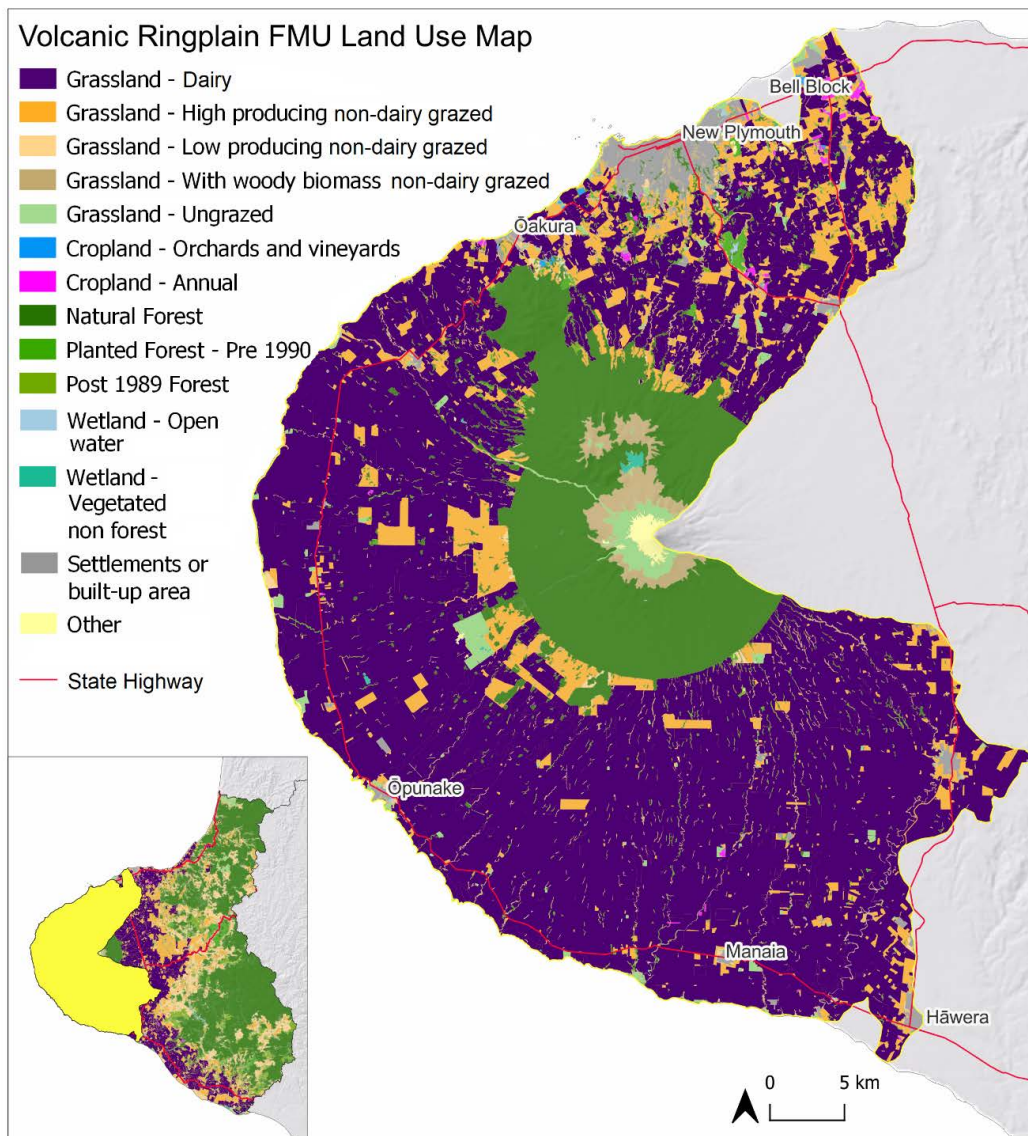 Volcanic Ringplain FMU Land Use Map
Grassland - Dairy
Grassland - High producing non-dairy grazed
Grassland - Low producing non-dairy grazed
Grassland - With woody biomass non-dairy grazed
Grassland - Ungrazed
Cropland - Orchards and vineyards
Cropland - Annual
Natural Forest
Planted Forest - Pre 1990
Post 1989 Forest
Wetland - Open
water
Wetland -
Vegetated
non forest
Settlements or
built-up area
Other
State Highway
Bell Block
New Plymouth
Ōakura
Ōpunake
Manaia
Hāwera
0 5 km